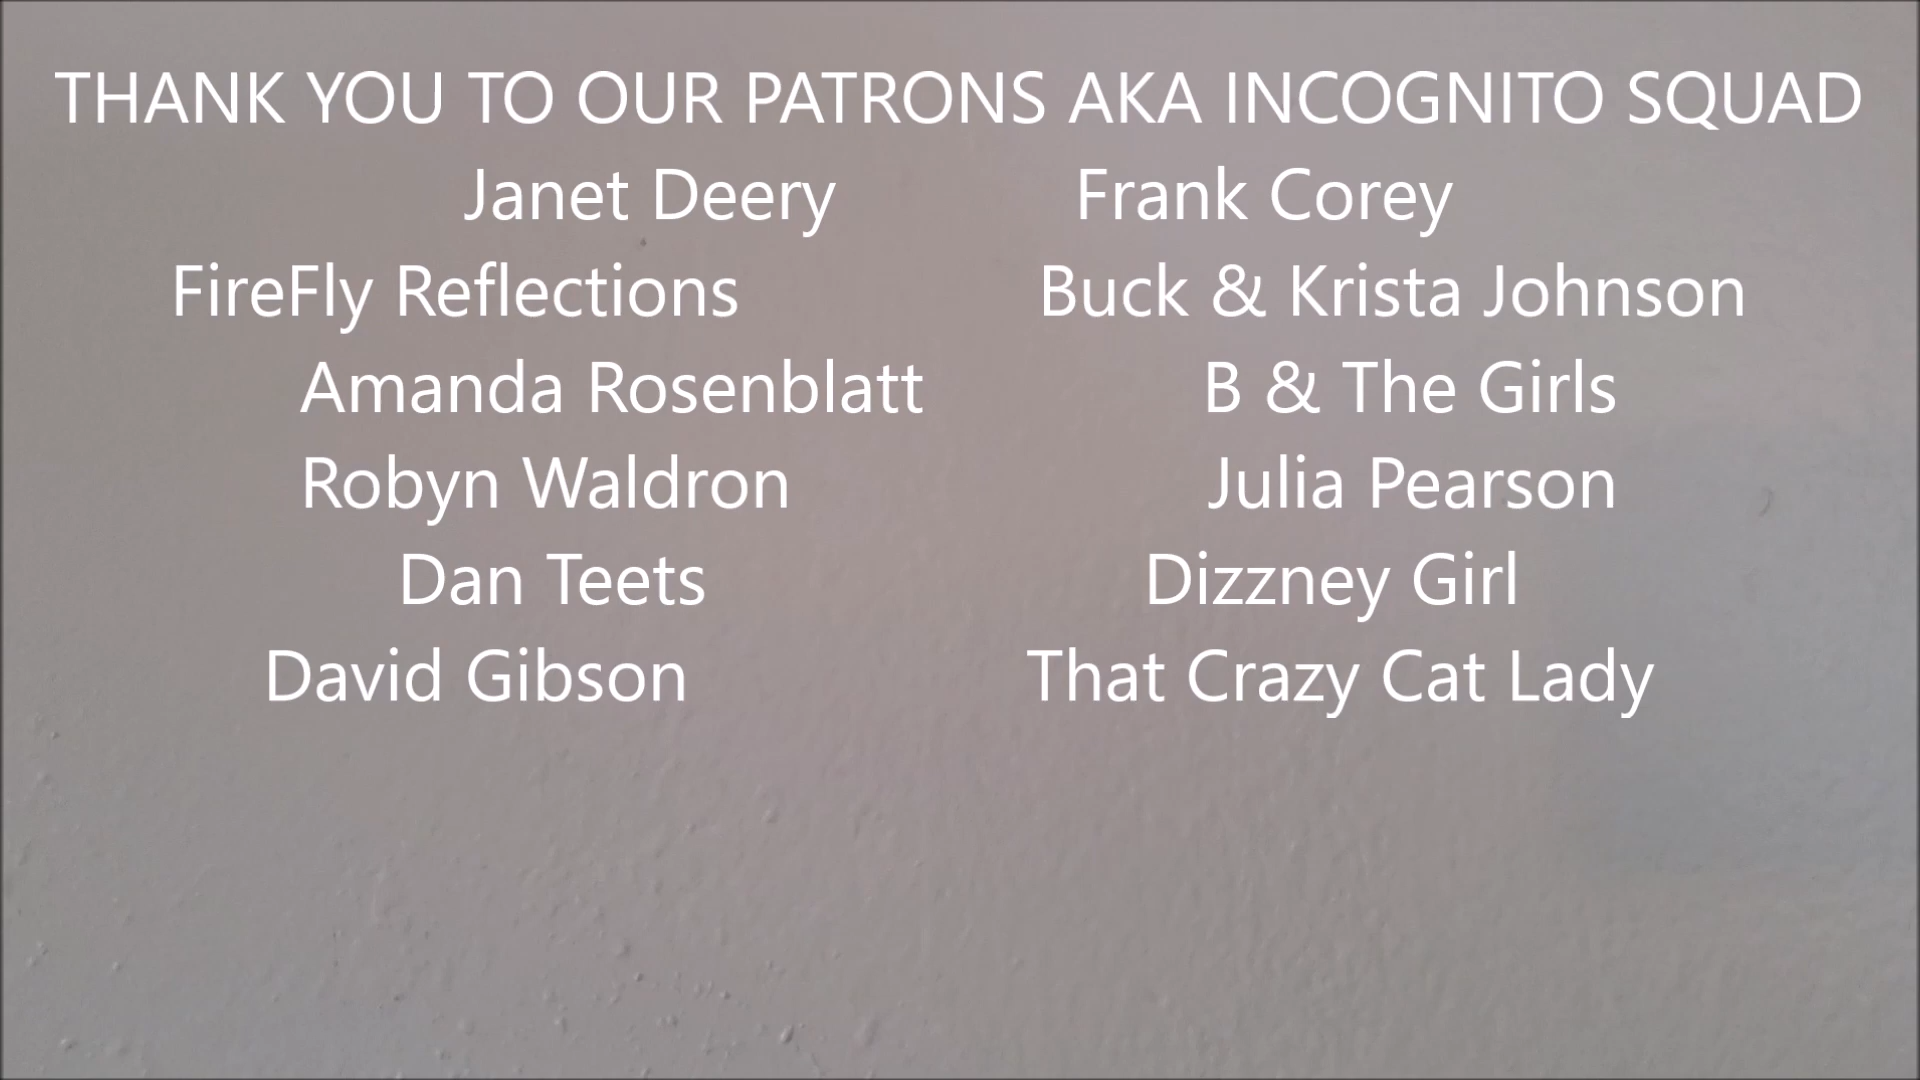 THANK YOU TO OUR PATRONS AKA INCOGNITO SQUAD
Janet Deery Frank Corey
FireFly Reflections Buck & Krista Johnson
Amanda Rosenblatt B & The Girls
Robyn Waldron Julia Pearson
Dan Teets Dizzney Girl
David Gibson That Crazy Cat Lady